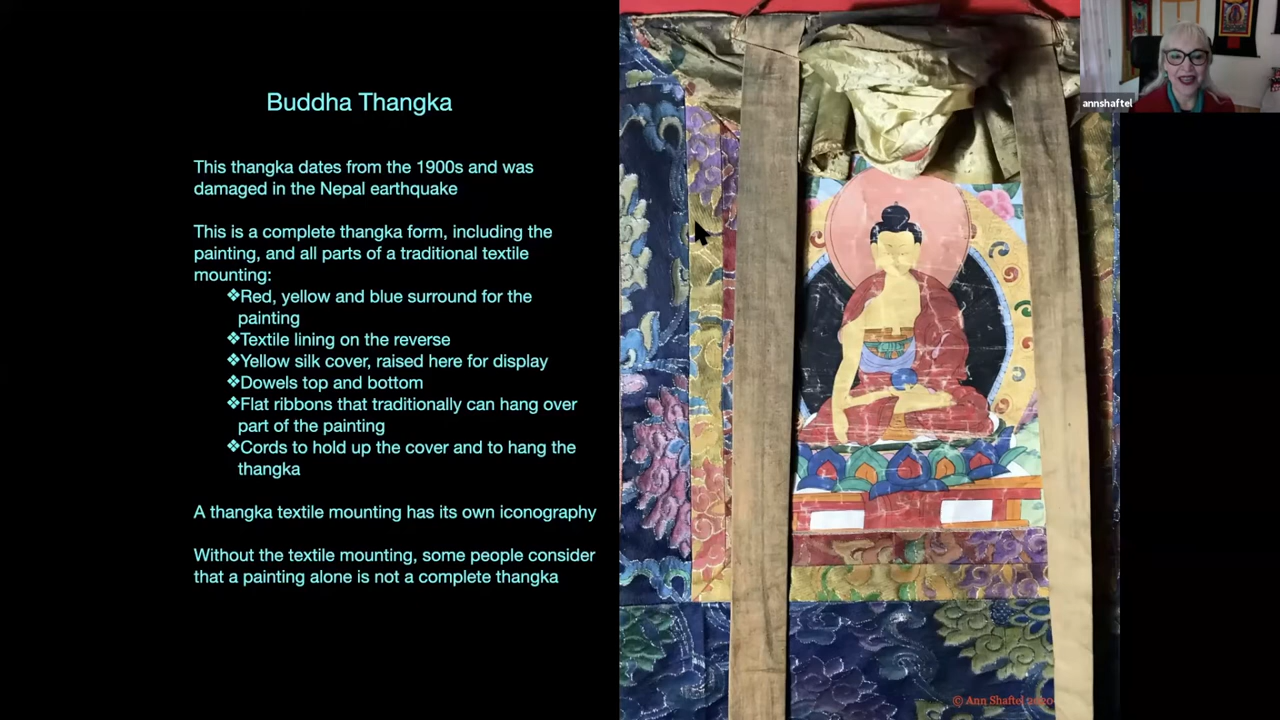 Buddha Thangka
This thangka dates from the 1900s and was
damaged in the Nepal earthquake
This is a complete thangka form, including the
painting, and all parts of a traditional textile
mounting:
❖Red, yellow and blue surround for the
painting
❖Textile lining on the reverse
❖Yellow silk cover, raised here for display
❖Dowels top and bottom
❖Flat ribbons that traditionally can hang over
part of the painting
❖Cords to hold up the cover and to hang the
thangka
A thangka textile mounting has its own iconography
Without the textile mounting, some people consider
that a painting alone is not a complete thangka
annshaftel
© Ann Shaftel 2020